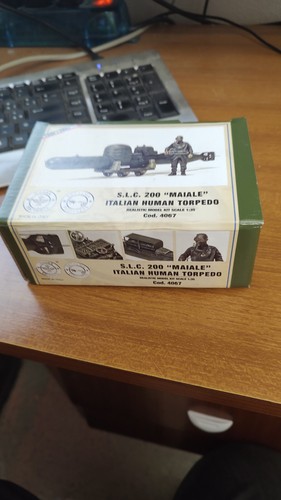 S.L.C. 200 "MAIALE"
ITALIAN HUMAN TORPEDO
Cod. 4067
S.L.C. 200 "MAIALE"
ITALIAN HUMAN TORPEDO
Cod. 4067